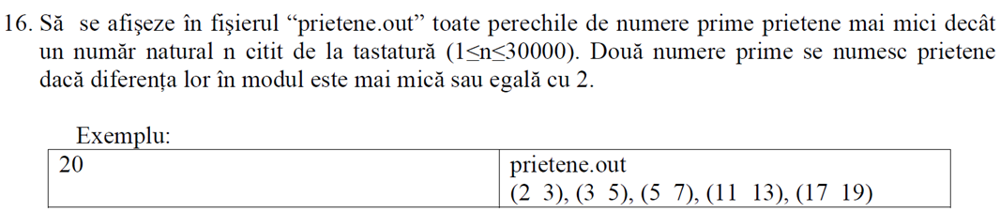 16. Să se afişeze în fişierul “prietene.out” toate perechile de numere prime prietene mai mici decât
un număr natural n citit de la tastatură (1≤n≤30000). Două numere prime se numesc prietene
dacă diferența lor în modul este mai mică sau egală cu 2.
Exemplu:
20
prietene.out
(2 3), (3 5), (5 7), (11 13), (17 19)